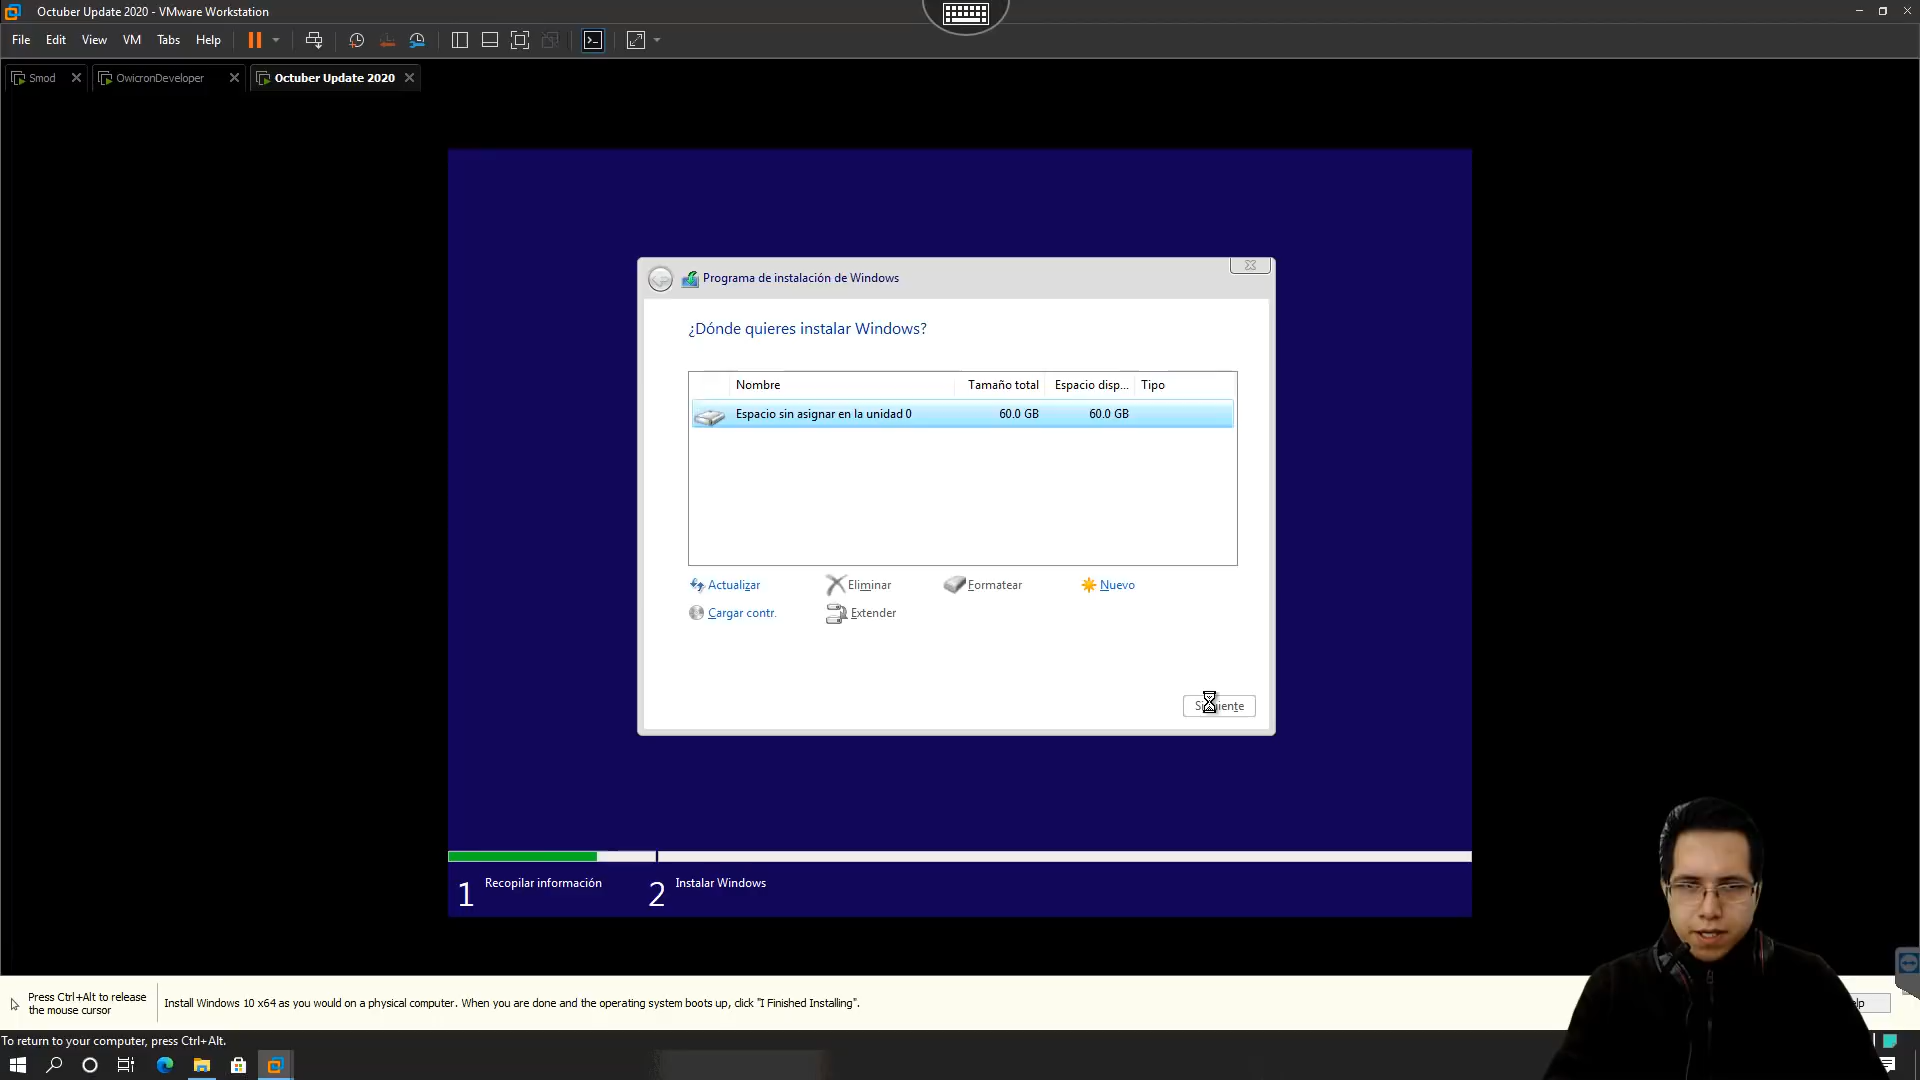 Octuber Update 2020 - VMware Workstation
File Edit View VM Tabs Help
Smod OwicronDeveloper Octuber Update 2020
Programa de instalación de Windows
¿Dónde quieres instalar Windows?
Nombre Tamaño total Espacio disp... Tipo
Espacio sin asignar en la unidad 0 60.0 GB 60.0 GB
Actualizar Eliminar Formatear Nuevo
Cargar contr. Extender
1 Recopilar información 2 Instalar Windows
Press Ctrl+Alt to release
the mouse cursor
Install Windows 10 x64 as you would on a physical computer. When you are done and the operating system boots up, click "I Finished Installing".
To return to your computer, press Ctrl+Alt.